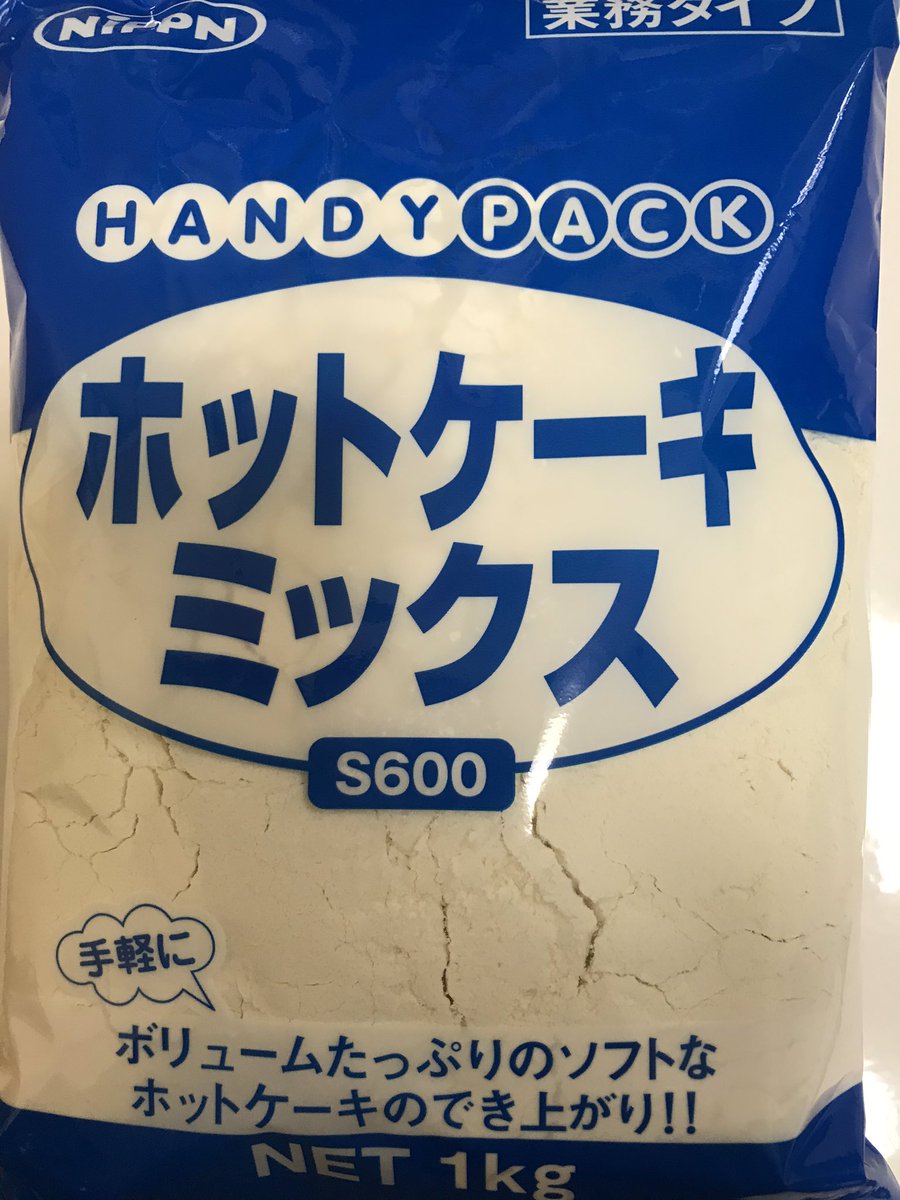 NIPPN
業務タイプ
HANDYPACK
ホットケーキ
ミックス
S600
手軽に
ボリュームたっぷりのソフトな
ホットケーキのでき上がり!!
NET 1kg